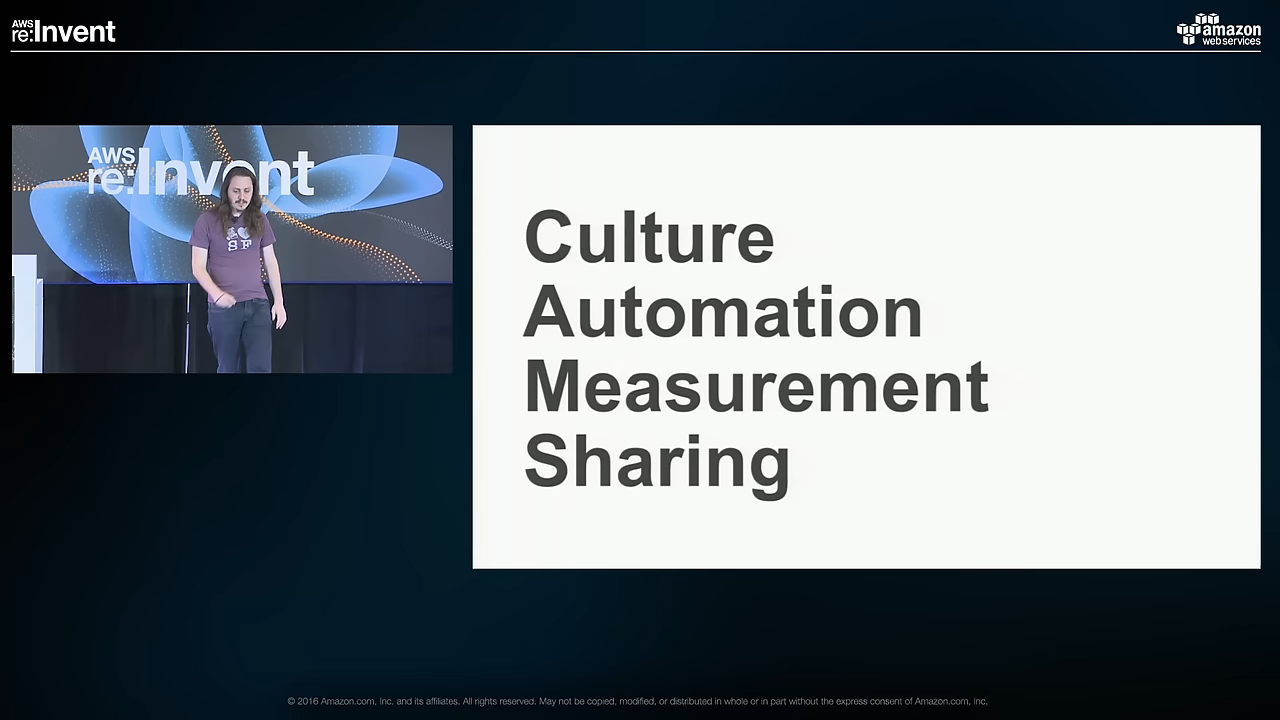 AWS
re:Invent
amazon
web services
AWS
re:Invent
SF
Culture
Automation
Measurement
Sharing
© 2016 Amazon.com, Inc. and its affiliates. All rights reserved. May not be copied, modified, or distributed in whole or in part without the express consent of Amazon.com, Inc.